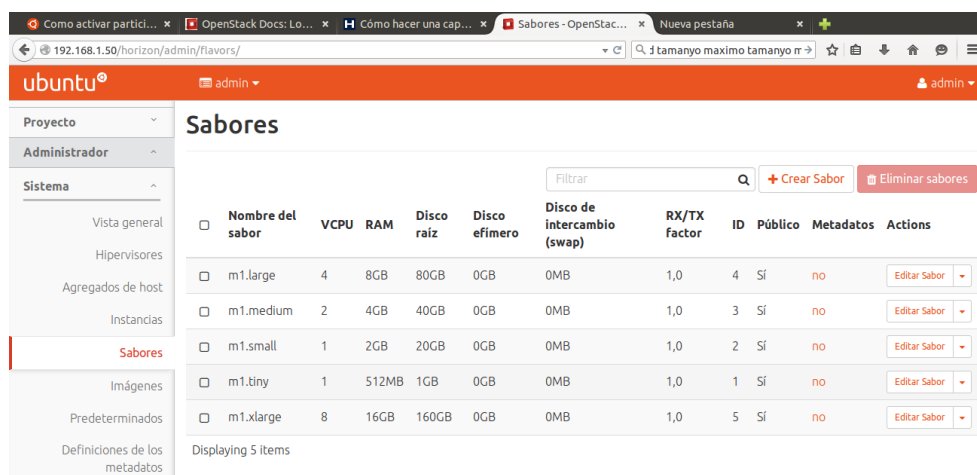 Como activar partici...
OpenStack Docs: Lo...
Cómo hacer una cap...
Sabores - OpenStac...
Nueva pestaña
192.168.1.50/horizon/admin/flavors/
d tamanyo maximo tamanyo m
ubuntu
admin
admin
Proyecto
Administrador
Sistema
Vista general
Hipervisores
Agregados de host
Instancias
Sabores
Imágenes
Predeterminados
Definiciones de los
metadatos
Sabores
Filtrar
Crear Sabor
Eliminar sabores
Nombre del sabor VCPU RAM Disco raíz Disco efímero Disco de intercambio (swap) RX/TX factor ID Público Metadatos Actions
m1.large 4 8GB 80GB 0GB 0MB 1,0 4 Sí no Editar Sabor
m1.medium 2 4GB 40GB 0GB 0MB 1,0 3 Sí no Editar Sabor
m1.small 1 2GB 20GB 0GB 0MB 1,0 2 Sí no Editar Sabor
m1.tiny 1 512MB 1GB 0GB 0MB 1,0 1 Sí no Editar Sabor
m1.xlarge 8 16GB 160GB 0GB 0MB 1,0 5 Sí no Editar Sabor
Displaying 5 items